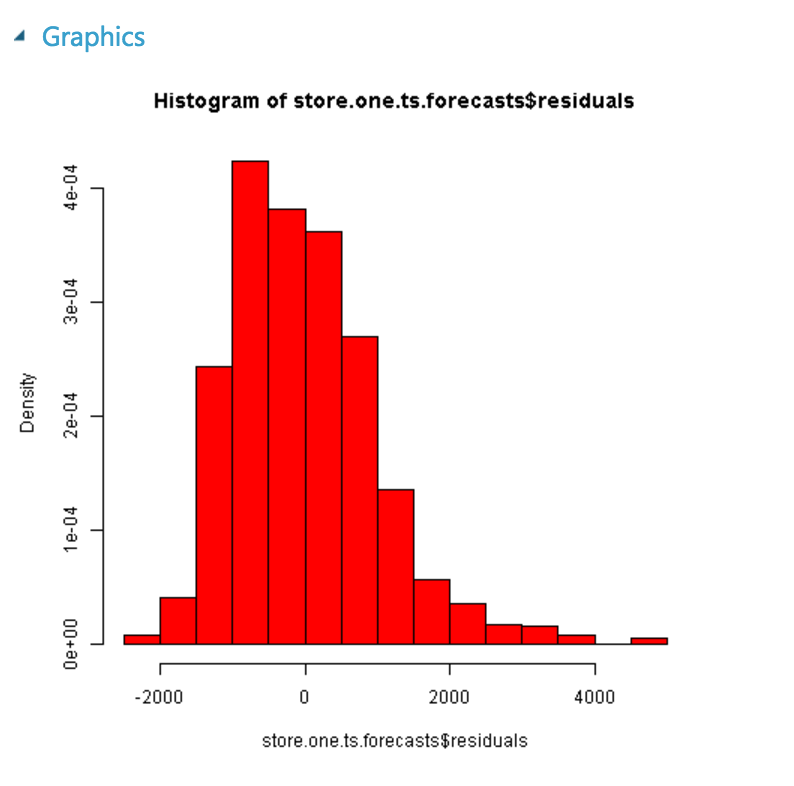 Graphics
Histogram of store.one.ts.forecasts$residuals
4e-04
3e-04
2e-04
1e-04
0e+00
Density
-2000 0 2000 4000
store.one.ts.forecasts$residuals